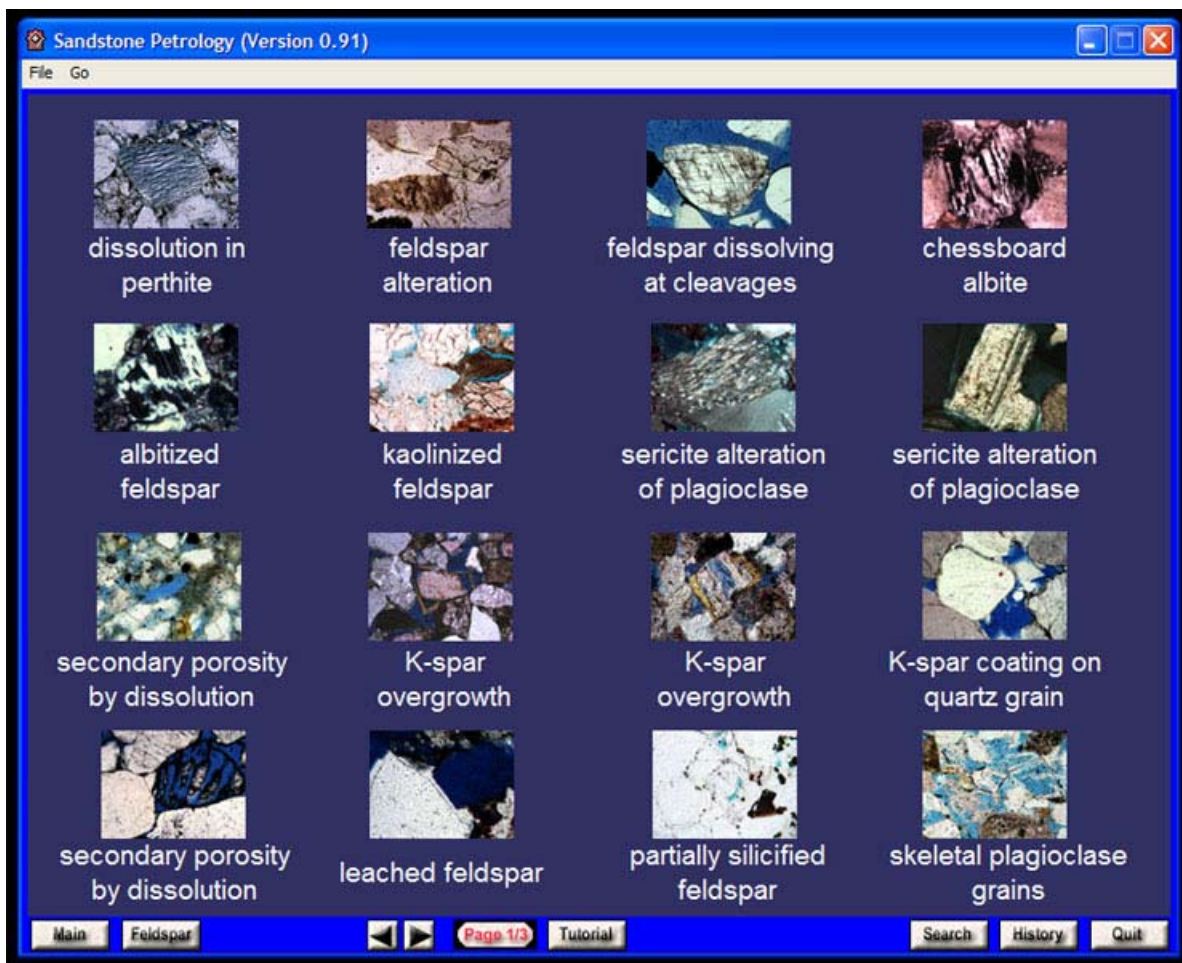 Sandstone Petrology (Version 0.91)
File Go
dissolution in
perthite
feldspar
alteration
feldspar dissolving
at cleavages
chessboard
albite
albitized
feldspar
kaolinized
feldspar
sericite alteration
of plagioclase
sericite alteration
of plagioclase
secondary porosity
by dissolution
K-spar
overgrowth
K-spar
overgrowth
K-spar coating on
quartz grain
secondary porosity
by dissolution
leached feldspar
partially silicified
feldspar
skeletal plagioclase
grains
Main Feldspar Page 1/3 Tutorial Search History Quit